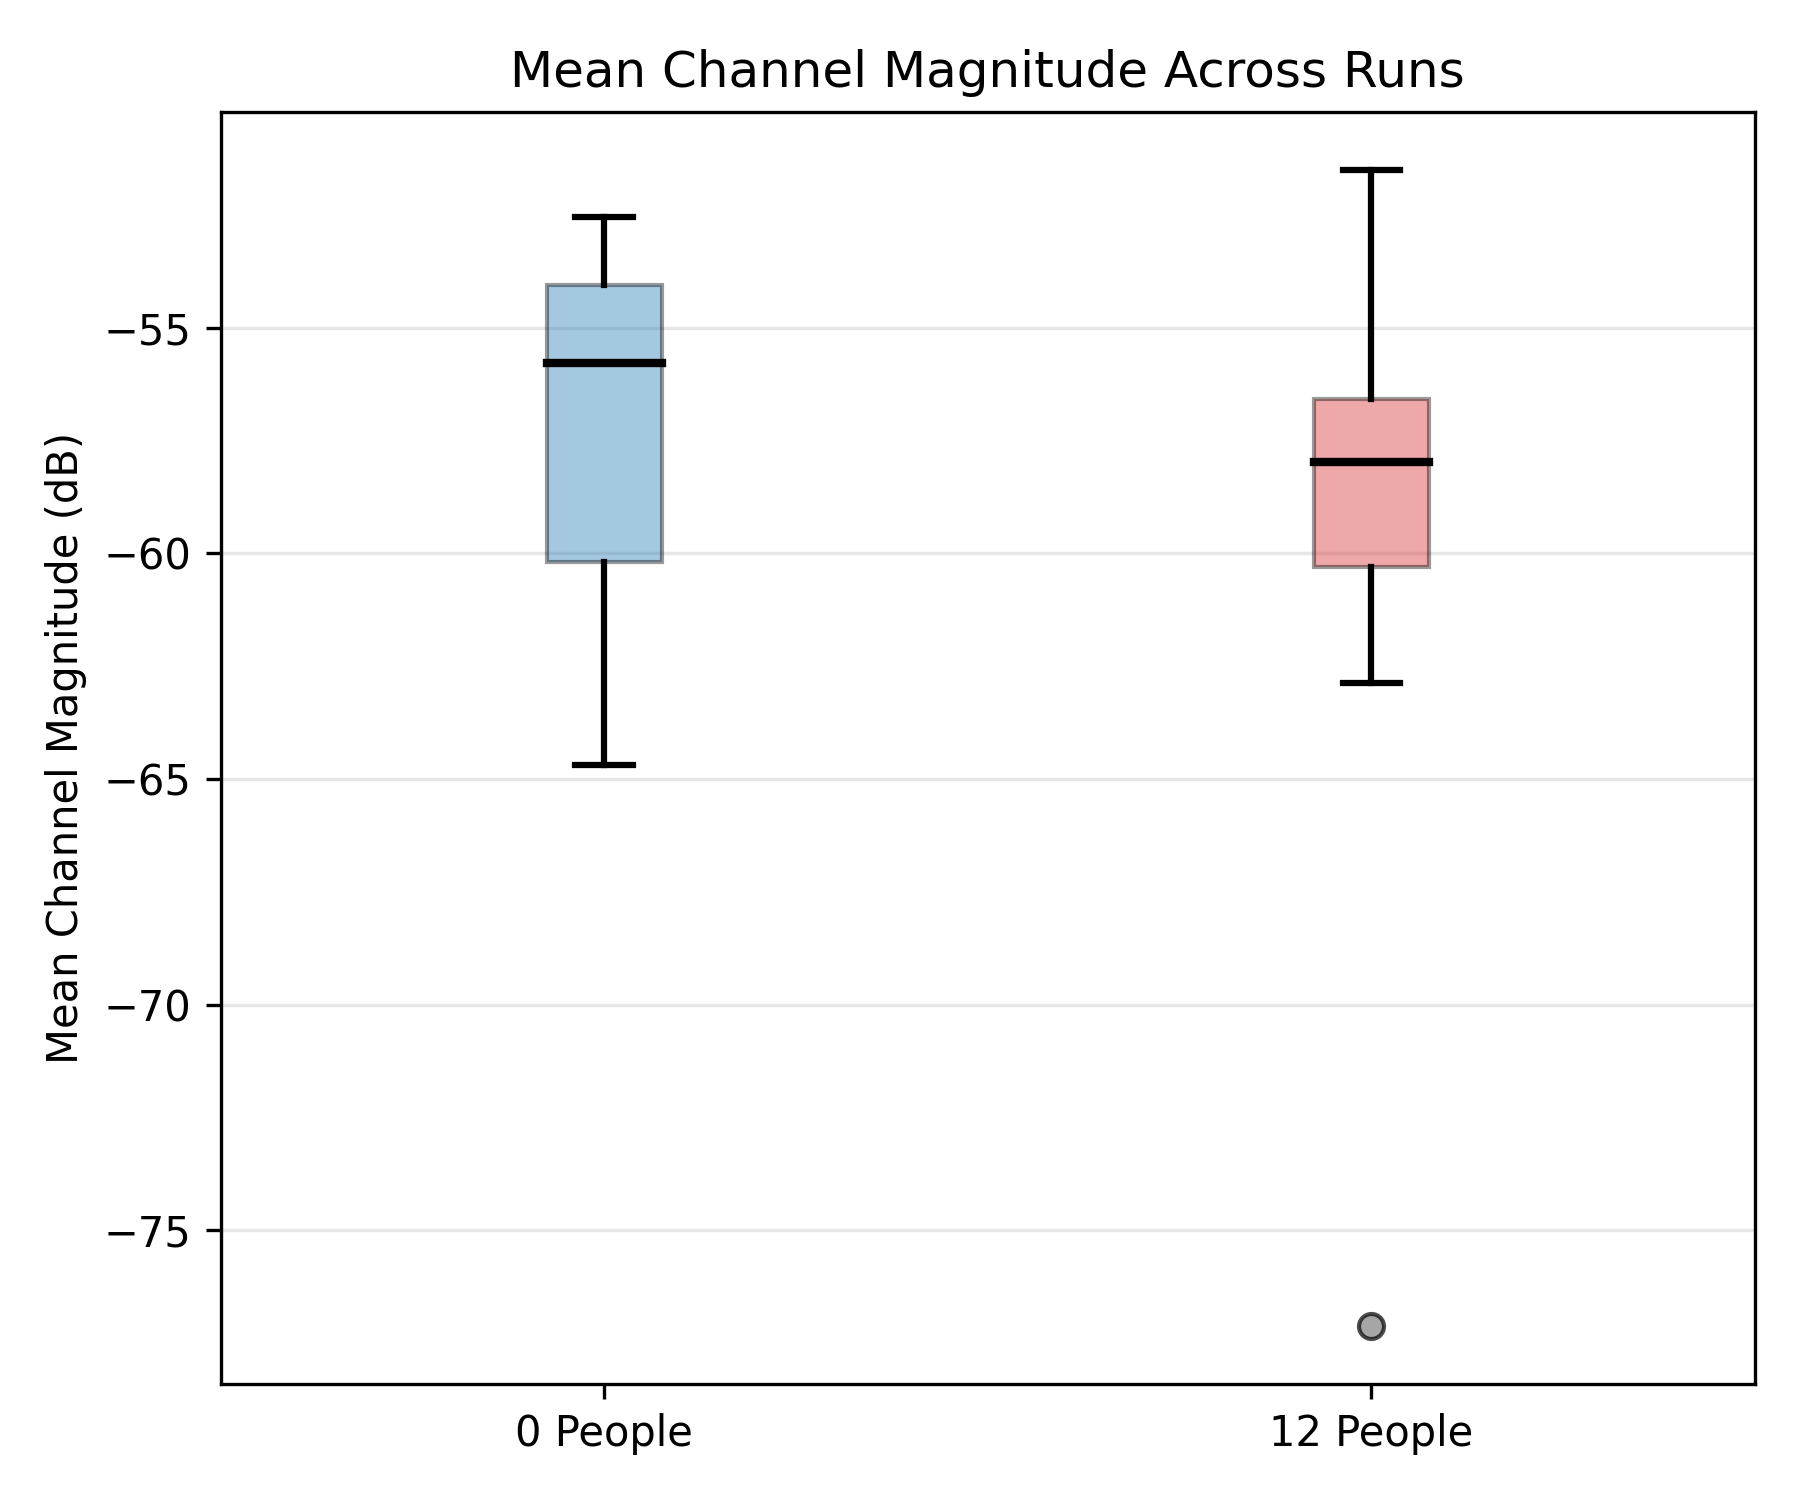 Mean Channel Magnitude Across Runs
Mean Channel Magnitude (dB)
−55
−60
−65
−70
−75
0 People
12 People